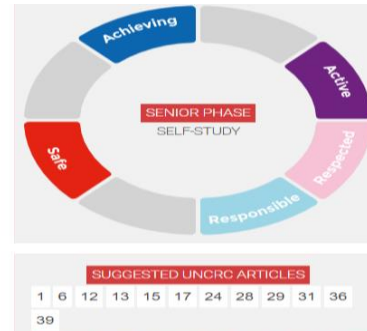 Achieving
Active
SENIOR PHASE
SELF-STUDY
Safe
Respected
Responsible
SUGGESTED UNCRC ARTICLES
1 6 12 13 15 17 24 28 29 31 36
39